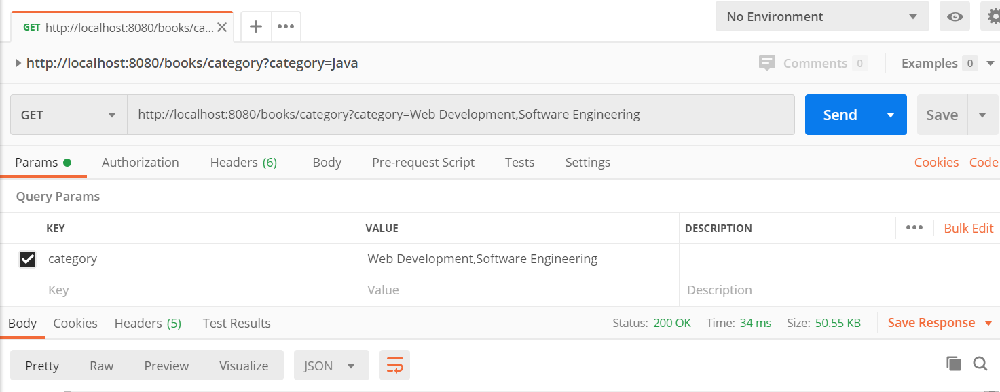 GET http://localhost:8080/books/ca... No Environment
http://localhost:8080/books/category?category=Java Comments 0 Examples 0
GET http://localhost:8080/books/category?category=Web Development,Software Engineering Send Save
Params Authorization Headers (6) Body Pre-request Script Tests Settings Cookies Code
Query Params
KEY VALUE DESCRIPTION Bulk Edit
category Web Development,Software Engineering
Key Value Description
Body Cookies Headers (5) Test Results Status: 200 OK Time: 34 ms Size: 50.55 KB Save Response
Pretty Raw Preview Visualize JSON